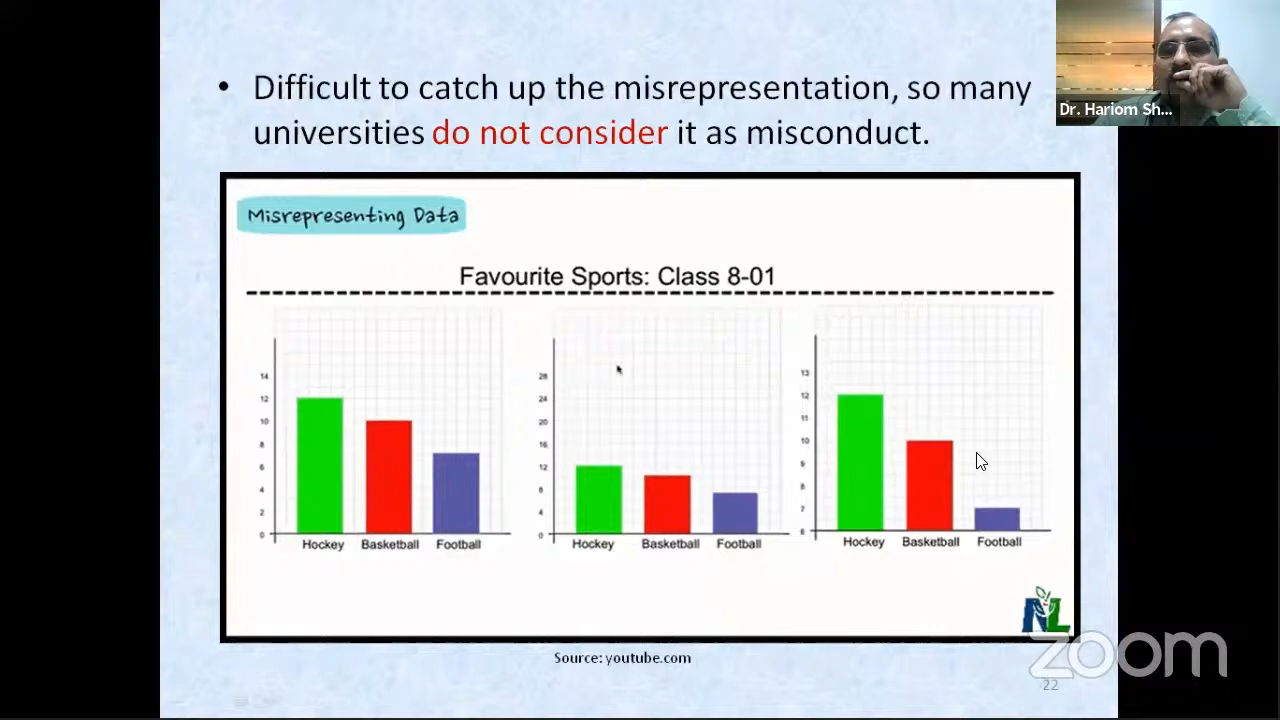 • Difficult to catch up the misrepresentation, so many
universities do not consider it as misconduct.
Dr. Hariom Sh...
Misrepresenting Data
Favourite Sports: Class 8-01
14
12
10
8
6
4
2
0
Hockey Basketball Football
28
24
20
16
12
8
4
0
Hockey Basketball Football
13
12
11
10
9
8
7
6
Hockey Basketball Football
NL
Source: youtube.com
zoom
22